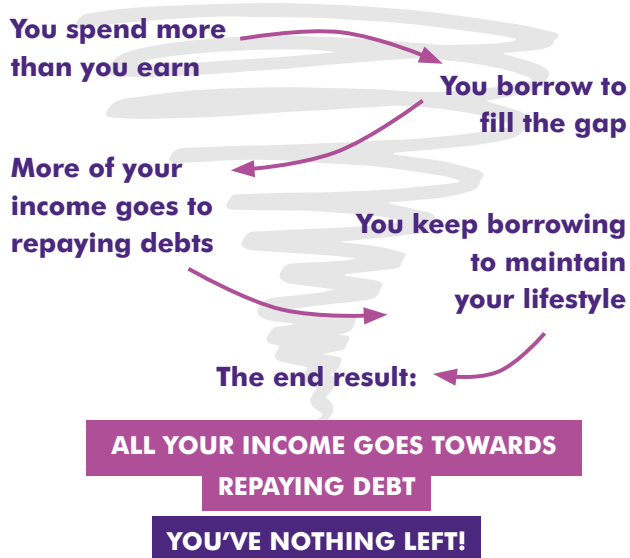 You spend more
than you earn
You borrow to
fill the gap
More of your
income goes to
repaying debts
You keep borrowing
to maintain
your lifestyle
The end result:
ALL YOUR INCOME GOES TOWARDS
REPAYING DEBT
YOU'VE NOTHING LEFT!